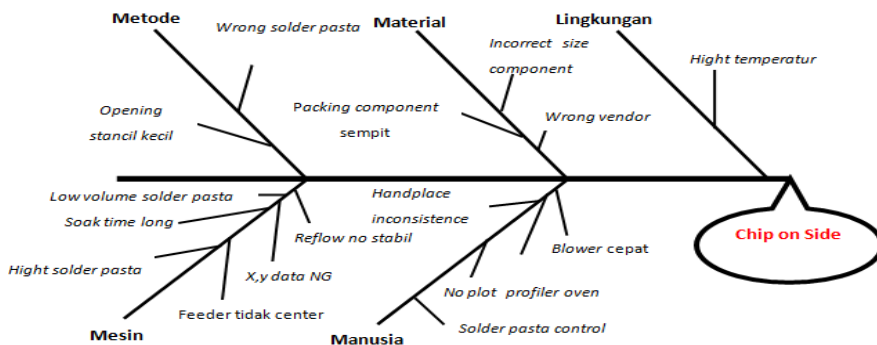 Metode
Material
Lingkungan
Wrong solder pasta
Incorrect size
component
Hight temperatur
Opening
stancil kecil
Packing component
sempit
Wrong vendor
Low volume solder pasta
Soak time long
Handplace
inconsistence
Reflow no stabil
Chip on Side
Blower cepat
Hight solder pasta
X,y data NG
No plot profiler oven
Feeder tidak center
Solder pasta control
Mesin
Manusia